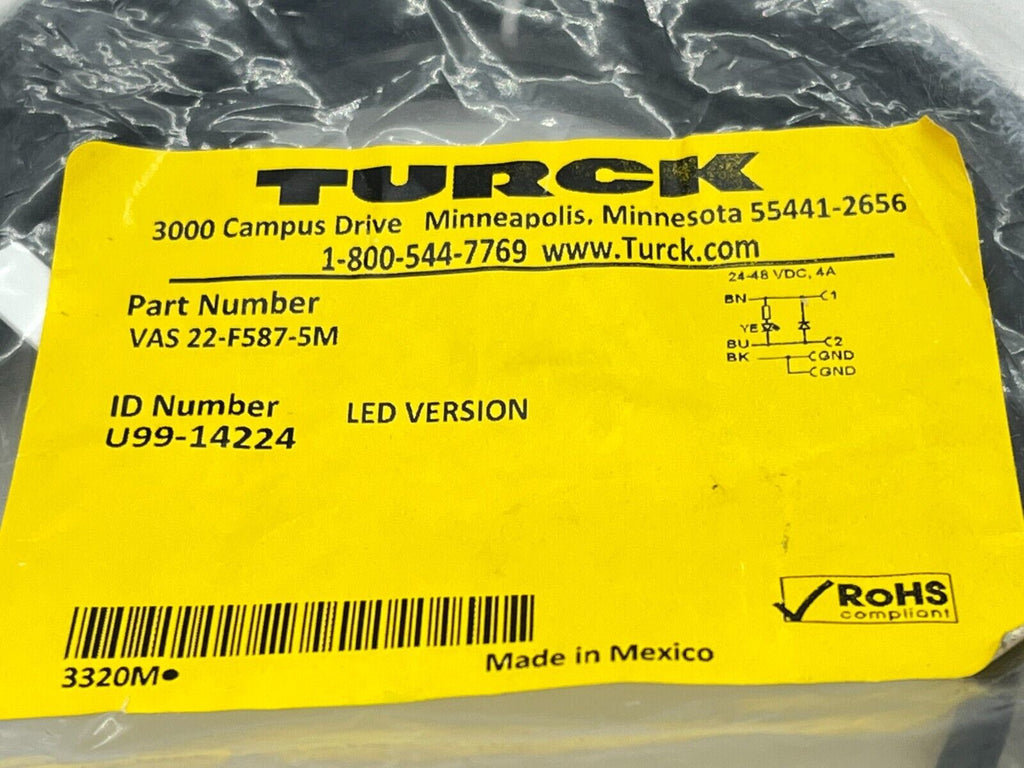 TURCK
3000 Campus Drive Minneapolis, Minnesota 55441-2656
1-800-544-7769 www.Turck.com
24-48 VDC, 4A
Part Number
VAS 22-F587-5M
BN 1
YE
BU 2
BK GND
GND
ID Number
U99-14224
LED VERSION
RoHS
compliant
3320M•
Made in Mexico